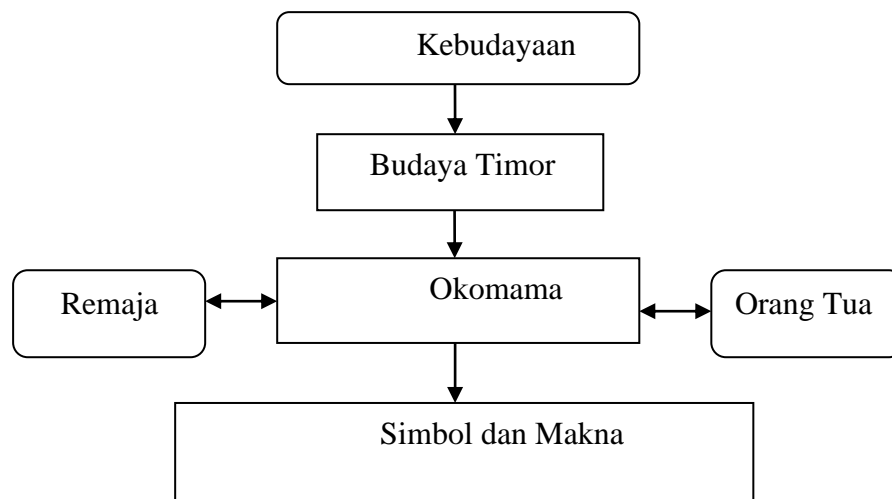 Kebudayaan
Budaya Timor
Remaja
Okomama
Orang Tua
Simbol dan Makna